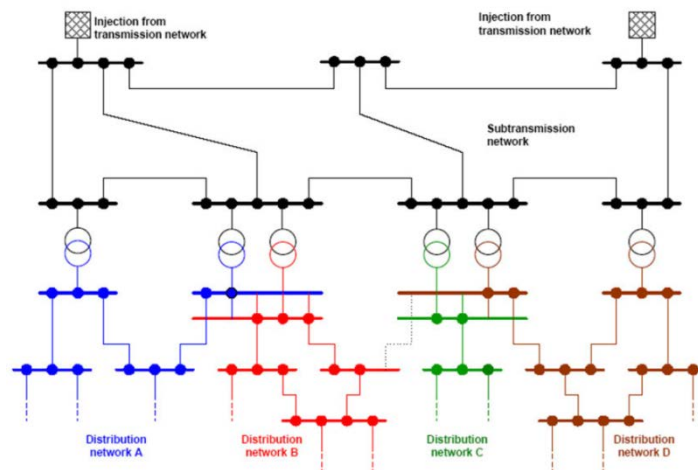 Injection from
transmission network
Injection from
transmission network
Subtransmission
network
Distribution
network A
Distribution
network B
Distribution
network C
Distribution
network D